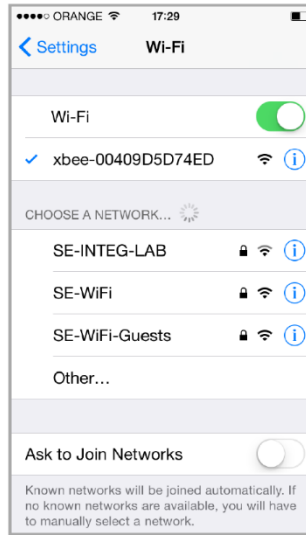 ORANGE 17:29
Settings Wi-Fi
Wi-Fi
xbee-00409D5D74ED
CHOOSE A NETWORK...
SE-INTEG-LAB
SE-WiFi
SE-WiFi-Guests
Other...
Ask to Join Networks
Known networks will be joined automatically. If
no known networks are available, you will have
to manually select a network.